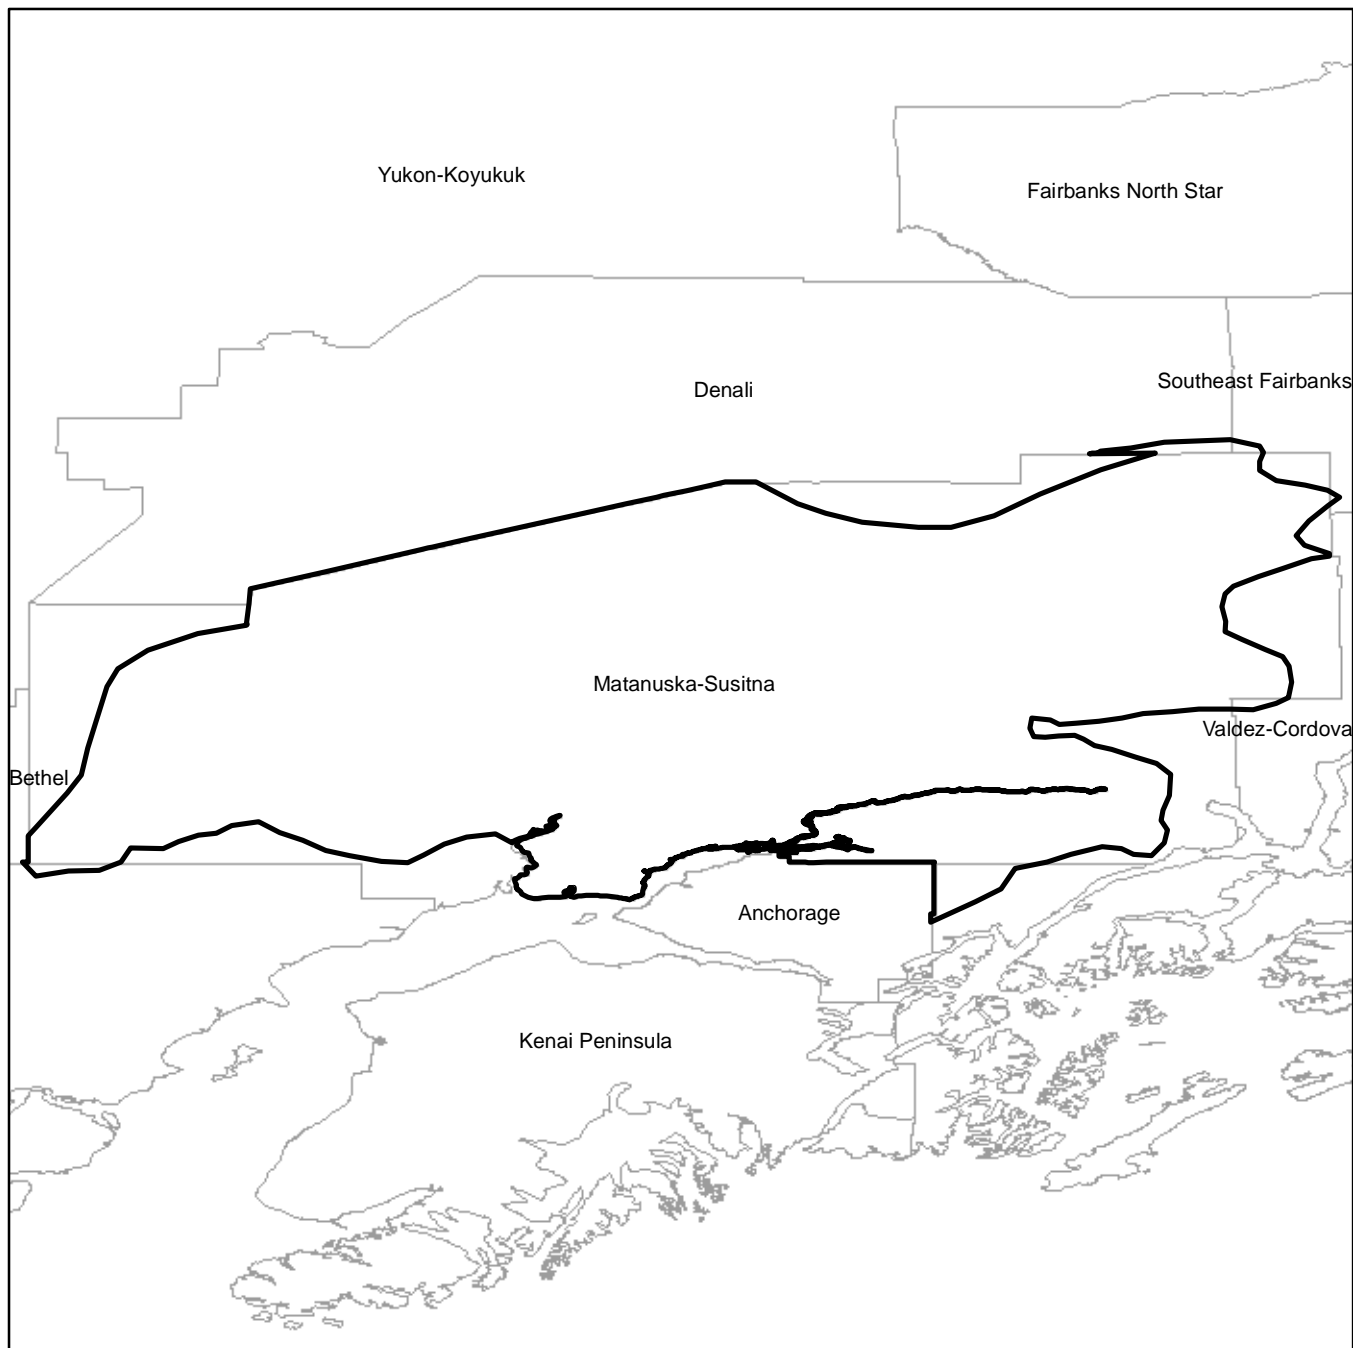 Yukon-Koyukuk
Fairbanks North Star
Southeast Fairbanks
Denali
Matanuska-Susitna
Valdez-Cordova
Bethel
Anchorage
Kenai Peninsula